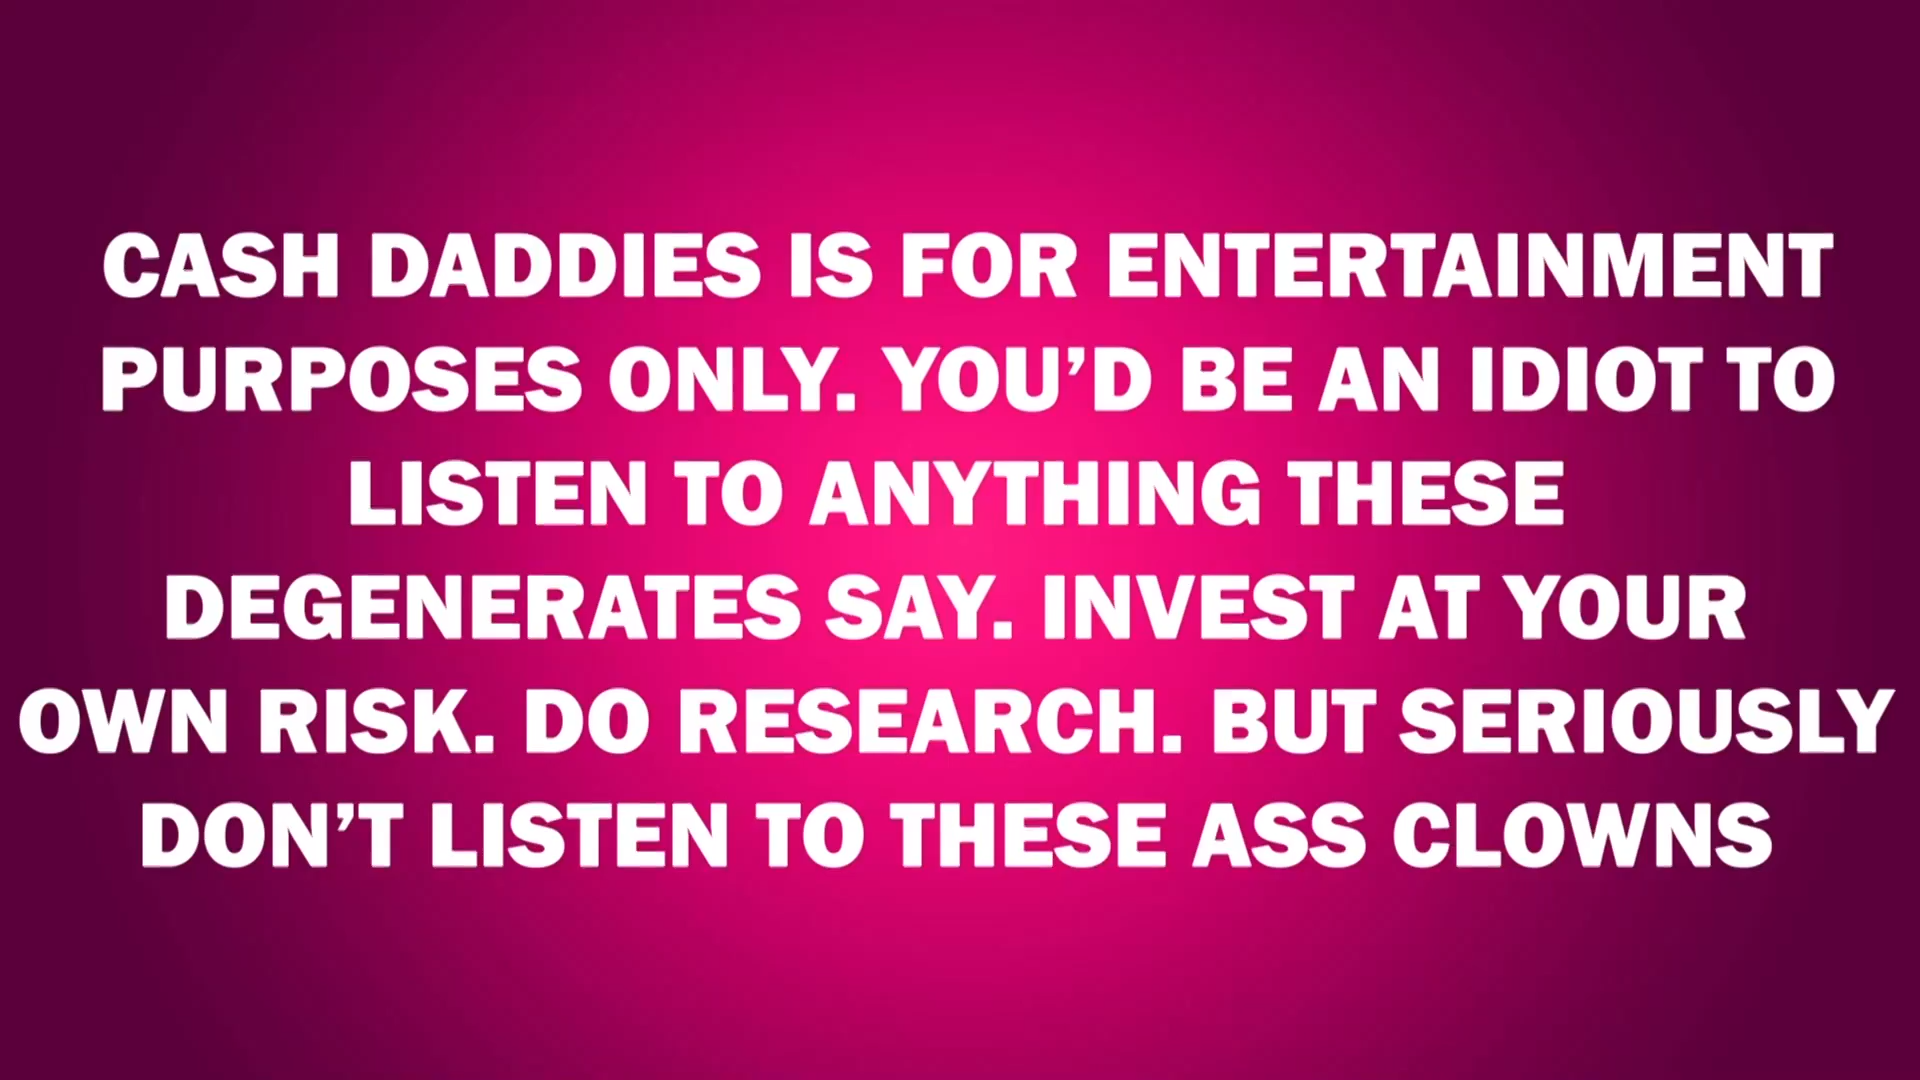 CASH DADDIES IS FOR ENTERTAINMENT
PURPOSES ONLY. YOU’D BE AN IDIOT TO
LISTEN TO ANYTHING THESE
DEGENERATES SAY. INVEST AT YOUR
OWN RISK. DO RESEARCH. BUT SERIOUSLY
DON’T LISTEN TO THESE ASS CLOWNS